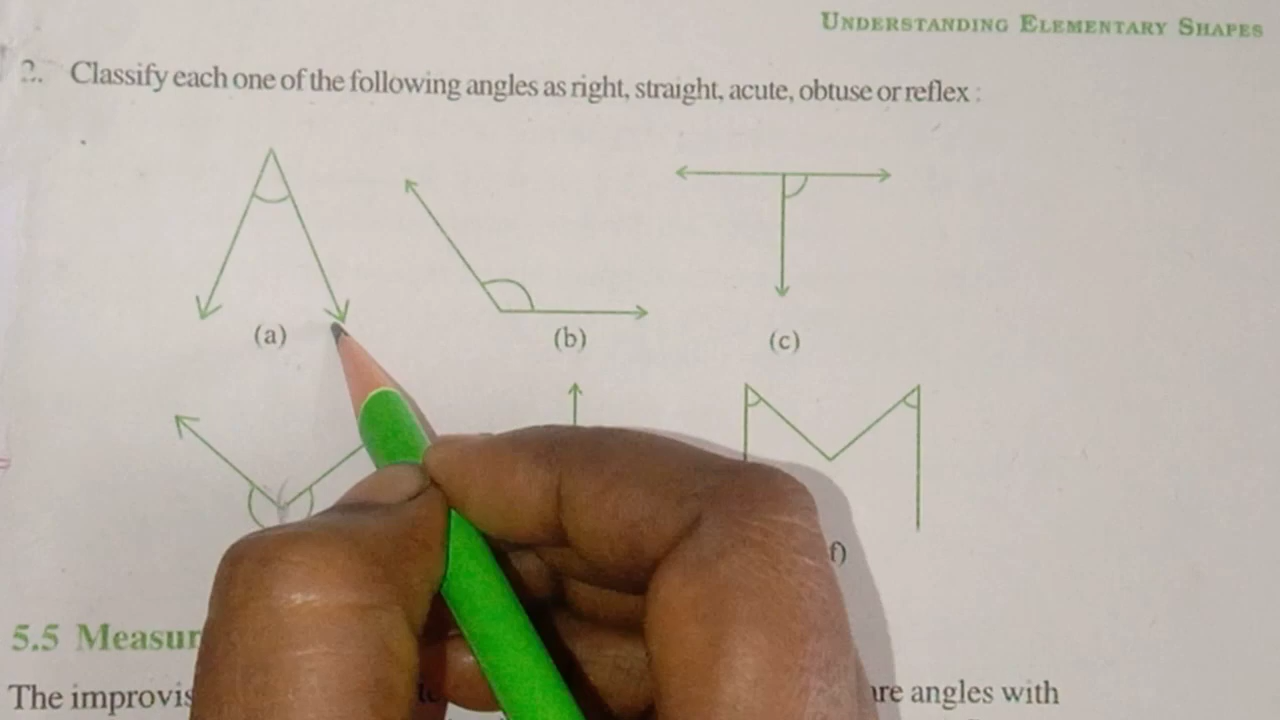 UNDERSTANDING ELEMENTARY SHAPES
2. Classify each one of the following angles as right, straight, acute, obtuse or reflex :
(a)
(b)
(c)
f)
5.5 Measur
The improvis
are angles with